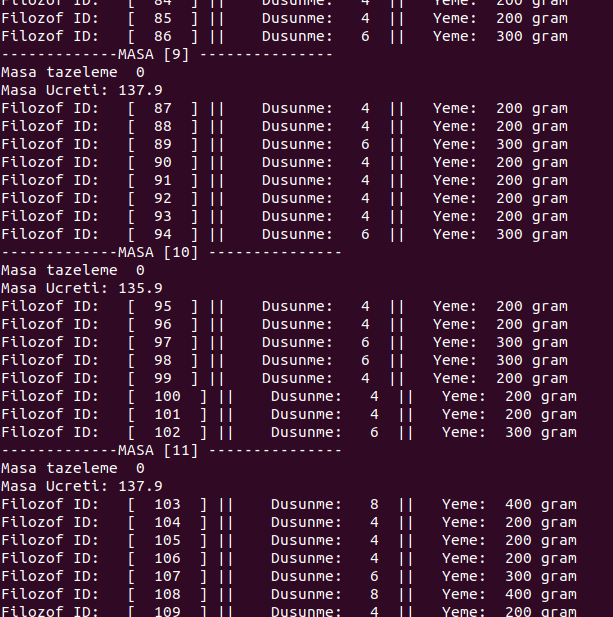 Filozof ID:   [  84  ] ||    Dusunme:   4  ||   Yeme:  200 gram
Filozof ID:   [  85  ] ||    Dusunme:   4  ||   Yeme:  200 gram
Filozof ID:   [  86  ] ||    Dusunme:   6  ||   Yeme:  300 gram
-------------MASA [9] ---------------
Masa tazeleme  0
Masa Ucreti: 137.9
Filozof ID:   [  87  ] ||    Dusunme:   4  ||   Yeme:  200 gram
Filozof ID:   [  88  ] ||    Dusunme:   4  ||   Yeme:  200 gram
Filozof ID:   [  89  ] ||    Dusunme:   6  ||   Yeme:  300 gram
Filozof ID:   [  90  ] ||    Dusunme:   4  ||   Yeme:  200 gram
Filozof ID:   [  91  ] ||    Dusunme:   4  ||   Yeme:  200 gram
Filozof ID:   [  92  ] ||    Dusunme:   4  ||   Yeme:  200 gram
Filozof ID:   [  93  ] ||    Dusunme:   4  ||   Yeme:  200 gram
Filozof ID:   [  94  ] ||    Dusunme:   6  ||   Yeme:  300 gram
-------------MASA [10] ---------------
Masa tazeleme  0
Masa Ucreti: 135.9
Filozof ID:   [  95  ] ||    Dusunme:   4  ||   Yeme:  200 gram
Filozof ID:   [  96  ] ||    Dusunme:   4  ||   Yeme:  200 gram
Filozof ID:   [  97  ] ||    Dusunme:   6  ||   Yeme:  300 gram
Filozof ID:   [  98  ] ||    Dusunme:   6  ||   Yeme:  300 gram
Filozof ID:   [  99  ] ||    Dusunme:   4  ||   Yeme:  200 gram
Filozof ID:   [  100  ] ||    Dusunme:   4  ||   Yeme:  200 gram
Filozof ID:   [  101  ] ||    Dusunme:   4  ||   Yeme:  200 gram
Filozof ID:   [  102  ] ||    Dusunme:   6  ||   Yeme:  300 gram
-------------MASA [11] ---------------
Masa tazeleme  0
Masa Ucreti: 137.9
Filozof ID:   [  103  ] ||    Dusunme:   8  ||   Yeme:  400 gram
Filozof ID:   [  104  ] ||    Dusunme:   4  ||   Yeme:  200 gram
Filozof ID:   [  105  ] ||    Dusunme:   4  ||   Yeme:  200 gram
Filozof ID:   [  106  ] ||    Dusunme:   4  ||   Yeme:  200 gram
Filozof ID:   [  107  ] ||    Dusunme:   6  ||   Yeme:  300 gram
Filozof ID:   [  108  ] ||    Dusunme:   8  ||   Yeme:  400 gram
Filozof ID:   [  109  ] ||    Dusunme:   4  ||   Yeme:  200 gram